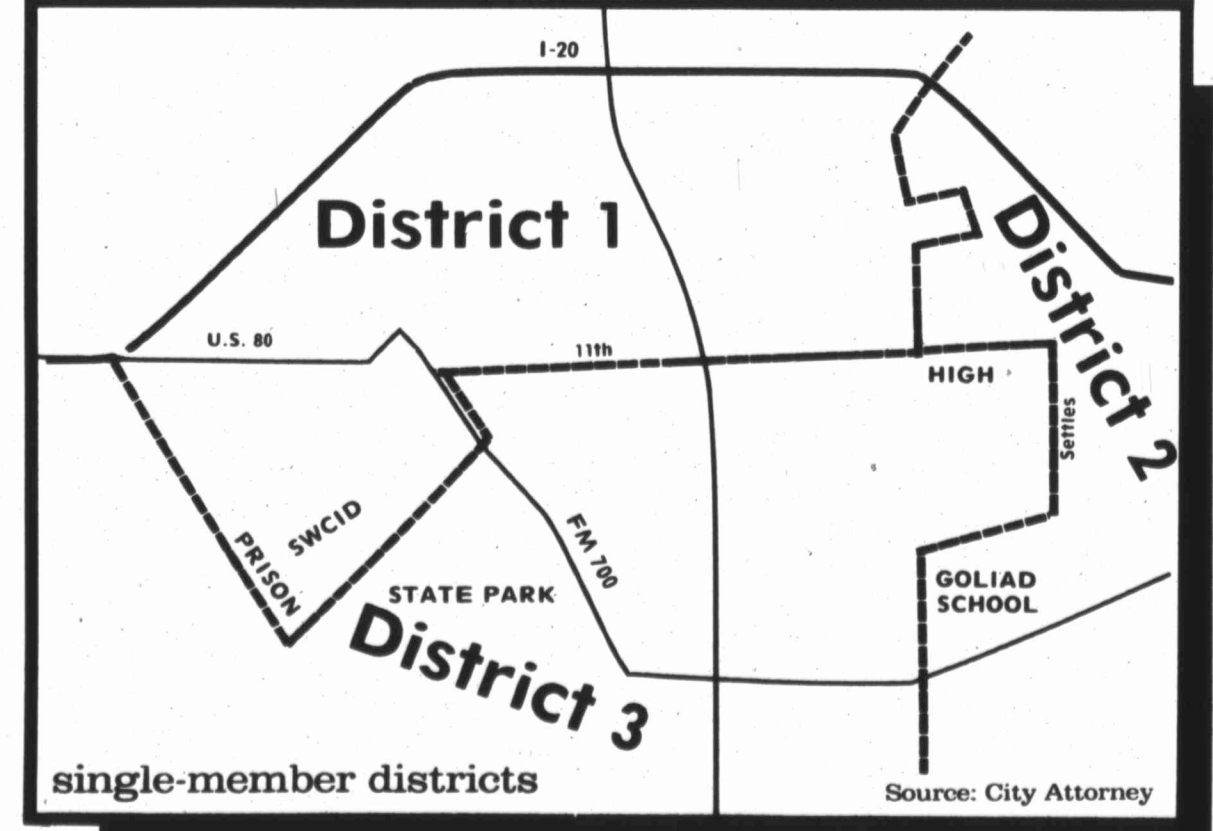 I-20
District 1
District 2
U.S. 80
11th
HIGH
Settles
SWCID
PRISON
FM 700
STATE PARK
GOLIAD
SCHOOL
District 3
single-member districts
Source: City Attorney